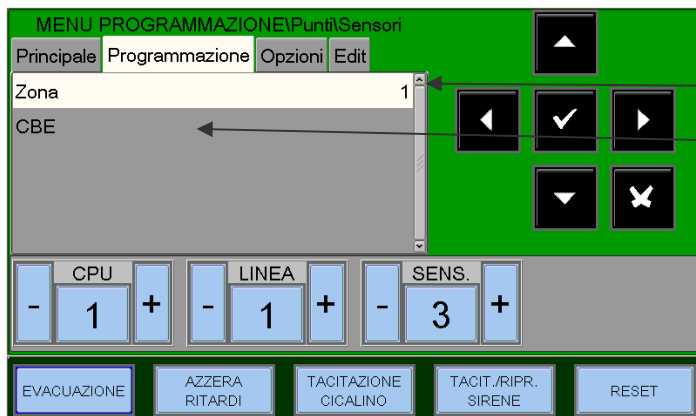 MENU PROGRAMMAZIONE\Punti\Sensori
Principale Programmazione Opzioni Edit
Zona 1
CBE
CPU LINEA SENS.
- 1 + - 1 + - 3 +
EVACUAZIONE AZZERA RITARDI TACITAZIONE CICALINO TACIT./RIPR. SIRENE RESET